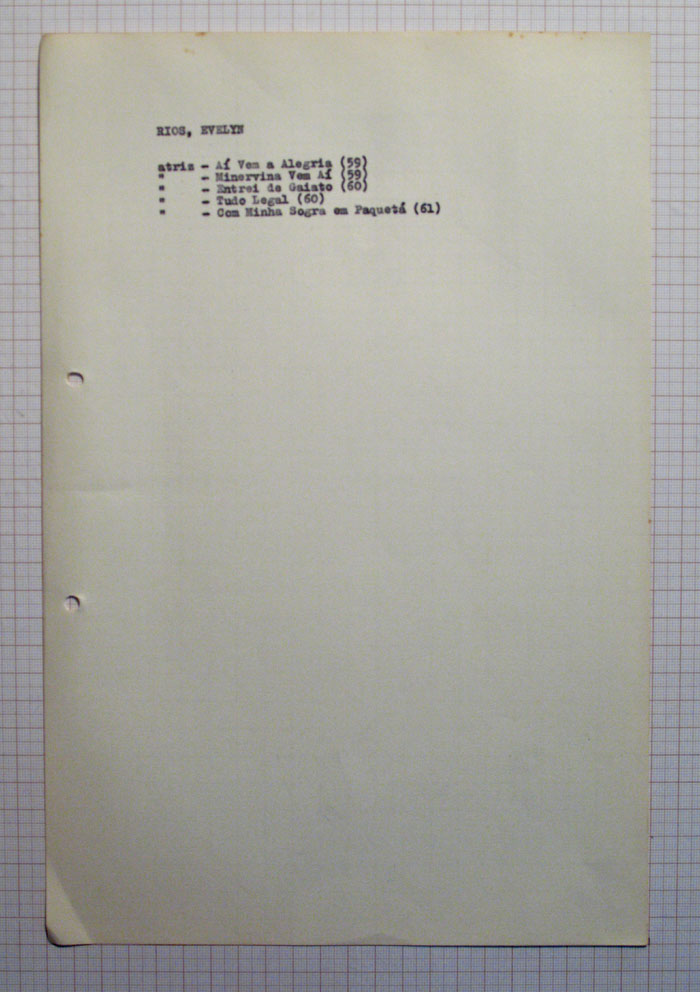 RIOS, EVELYN
atriz - Aí Vem a Alegria (59)
" - Minervina Vem Aí (59)
" - Entrei de Gaiato (60)
" - Tudo Legal (60)
" - Com Minha Sogra em Paquetá (61)